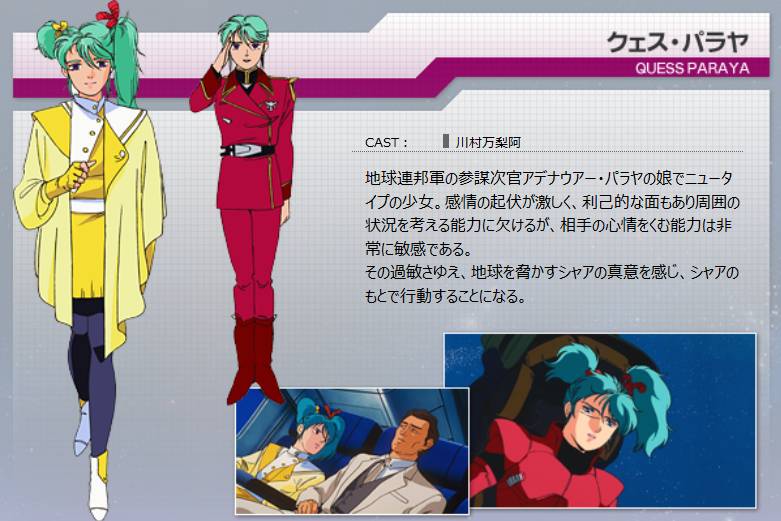 クェス・パラヤ
QUESS PARAYA
CAST： 川村万梨阿
地球連邦軍の参謀次官アデナウアー・パラヤの娘でニュータ
イプの少女。感情の起伏が激しく、利己的な面もあり周囲の
状況を考える能力に欠けるが、相手の心情をくむ能力は非
常に敏感である。
その過敏さゆえ、地球を脅かすシャアの真意を感じ、シャアの
もとで行動することになる。